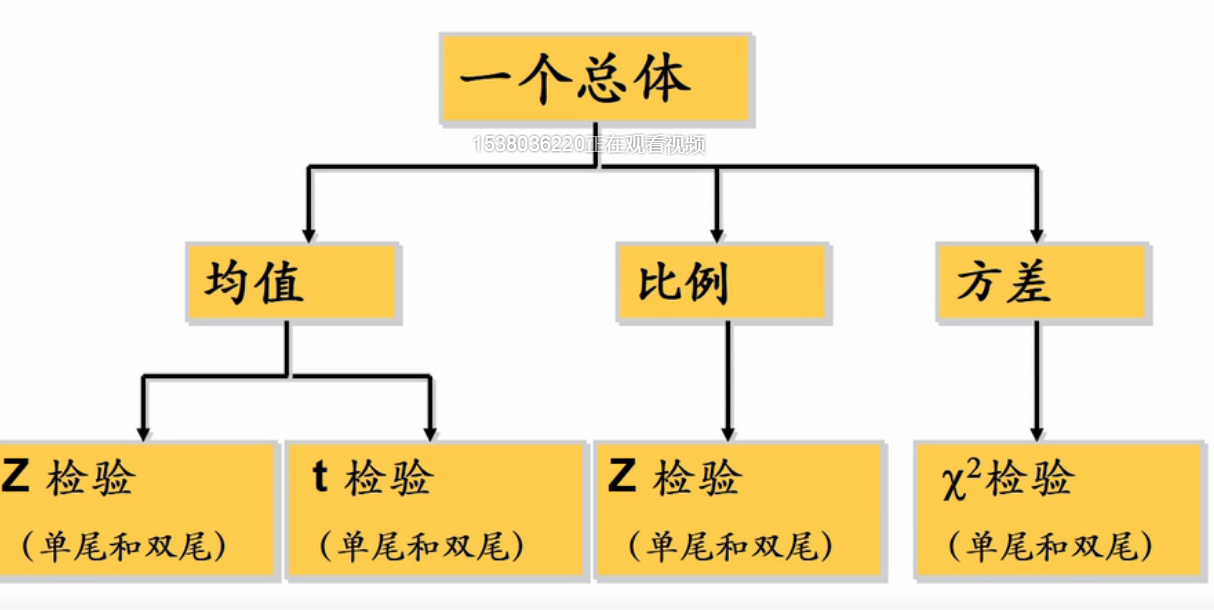 一个总体
1538036220正在观看视频
均值
比例
方差
Z 检验
(单尾和双尾)
t 检验
(单尾和双尾)
Z 检验
(单尾和双尾)
χ²检验
(单尾和双尾)